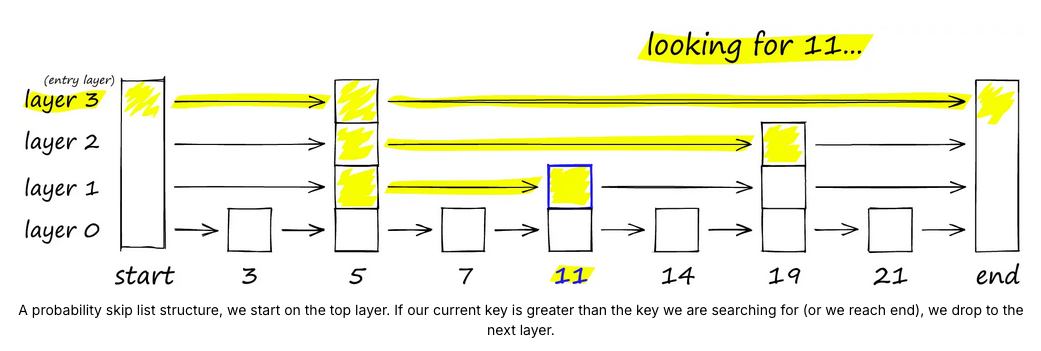 looking for 11...
(entry layer)
layer 3
layer 2
layer 1
layer 0
start 3 5 7 11 14 19 21 end
A probability skip list structure, we start on the top layer. If our current key is greater than the key we are searching for (or we reach end), we drop to the
next layer.